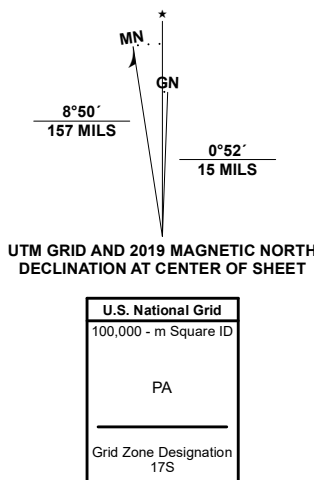 ★
MN
GN
8°50´
157 MILS
0°52´
15 MILS
UTM GRID AND 2019 MAGNETIC NORTH
DECLINATION AT CENTER OF SHEET
U.S. National Grid
100,000 - m Square ID
PA
Grid Zone Designation
17S